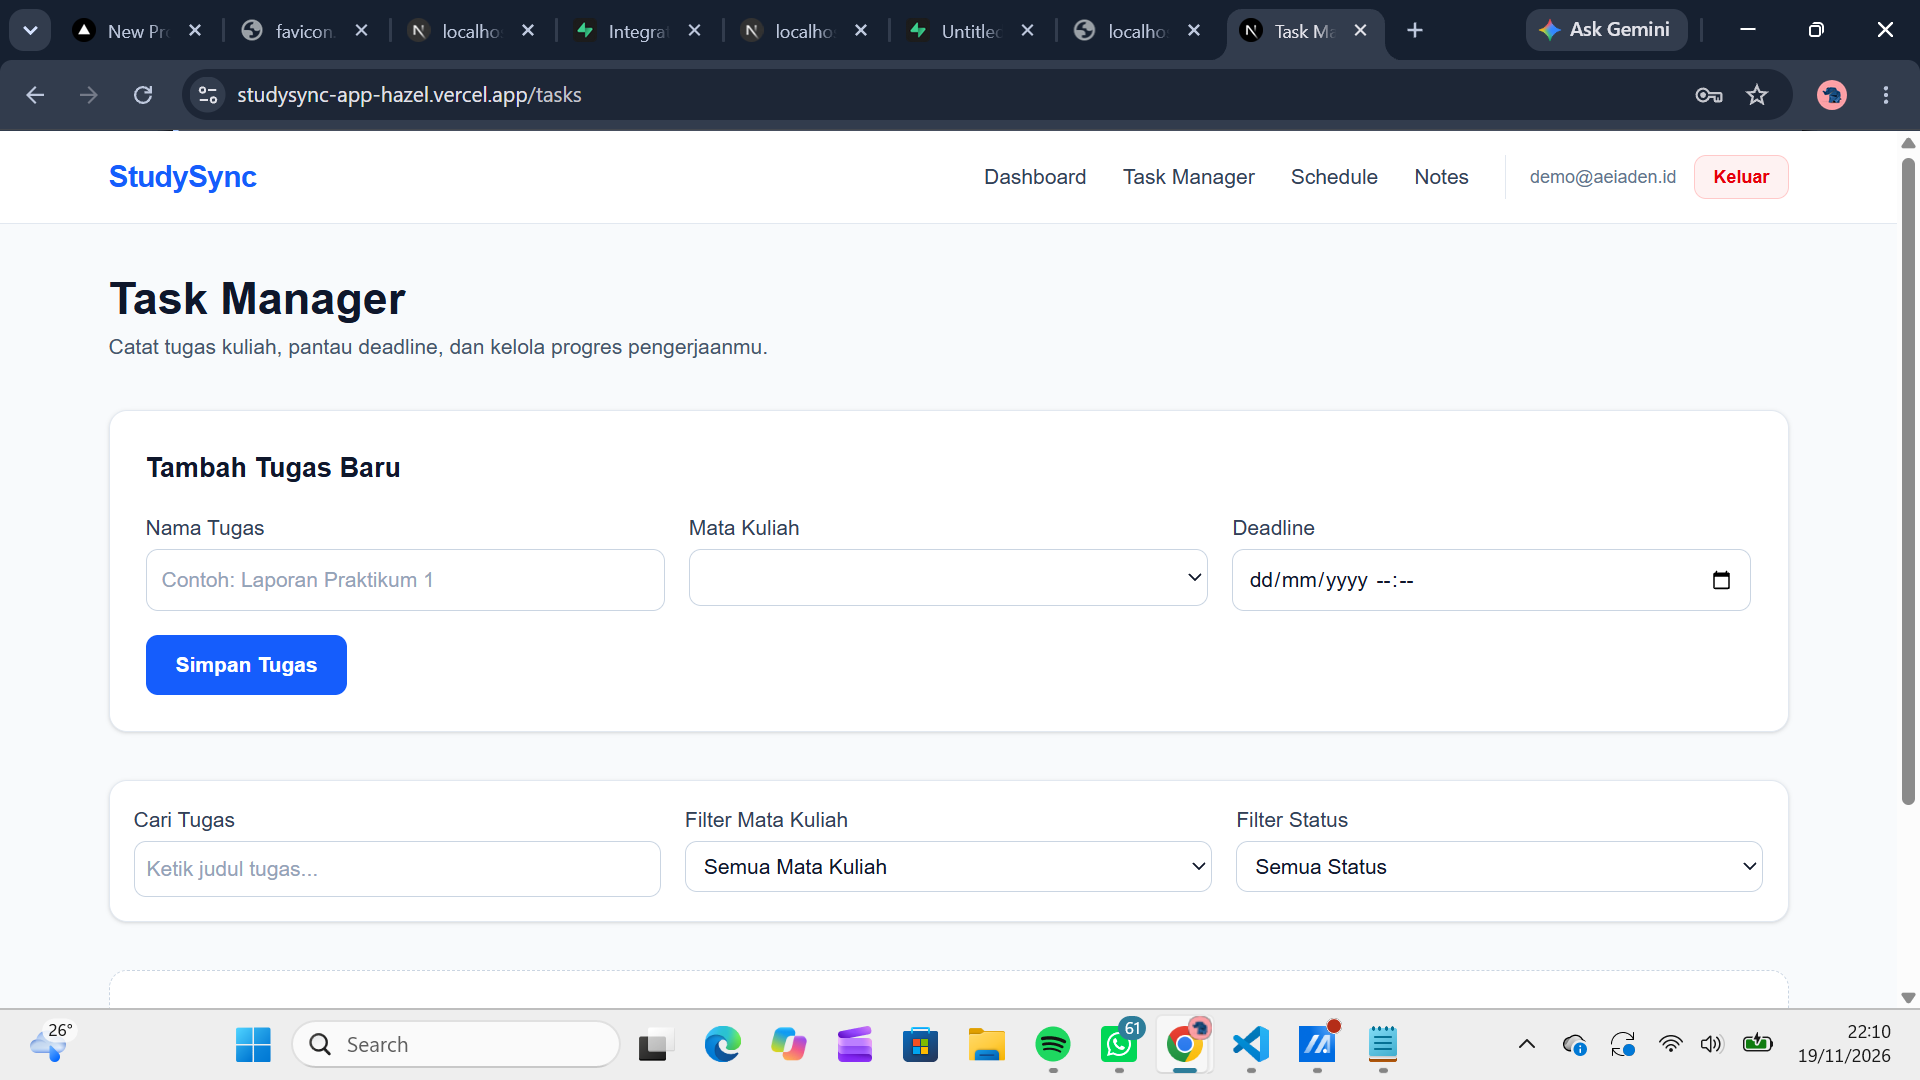 New Pr
favicon.
localho
Integrat
localho
Untitled
localho
Task Ma
Ask Gemini
studysync-app-hazel.vercel.app/tasks
StudySync
Dashboard
Task Manager
Schedule
Notes
demo@aeiaden.id
Keluar
Task Manager
Catat tugas kuliah, pantau deadline, dan kelola progres pengerjaanmu.
Tambah Tugas Baru
Nama Tugas
Mata Kuliah
Deadline
Contoh: Laporan Praktikum 1
dd/mm/yyyy --:--
Simpan Tugas
Cari Tugas
Filter Mata Kuliah
Filter Status
Ketik judul tugas...
Semua Mata Kuliah
Semua Status
26°
Search
61
22:10
19/11/2026